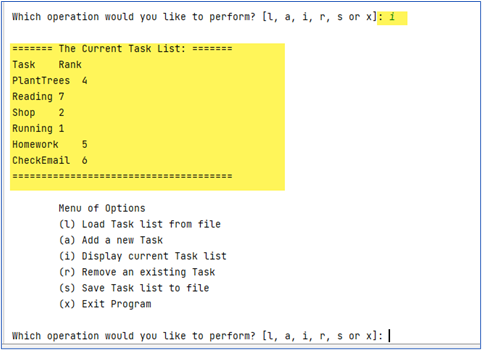 Which operation would you like to perform? [l, a, i, r, s or x]: i
======= The Current Task List: =======
Task    Rank
PlantTrees  4
Reading 7
Shop    2
Running 1
Homework    5
CheckEmail  6
======================================
Menu of Options
(l) Load Task list from file
(a) Add a new Task
(i) Display current Task list
(r) Remove an existing Task
(s) Save Task list to file
(x) Exit Program
Which operation would you like to perform? [l, a, i, r, s or x]: